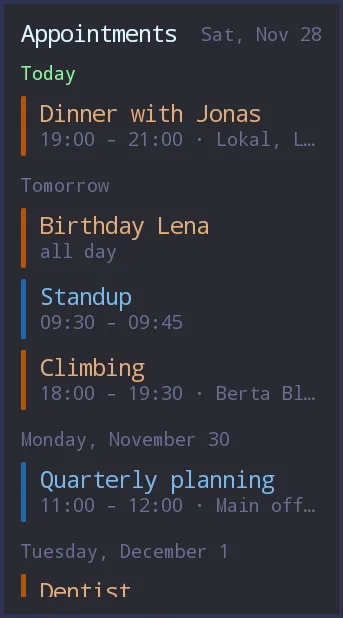 Appointments Sat, Nov 28
Today
Dinner with Jonas
19:00 – 21:00 · Lokal, L…
Tomorrow
Birthday Lena
all day
Standup
09:30 – 09:45
Climbing
18:00 – 19:30 · Berta Bl…
Monday, November 30
Quarterly planning
11:00 – 12:00 · Main off…
Tuesday, December 1
Dentist